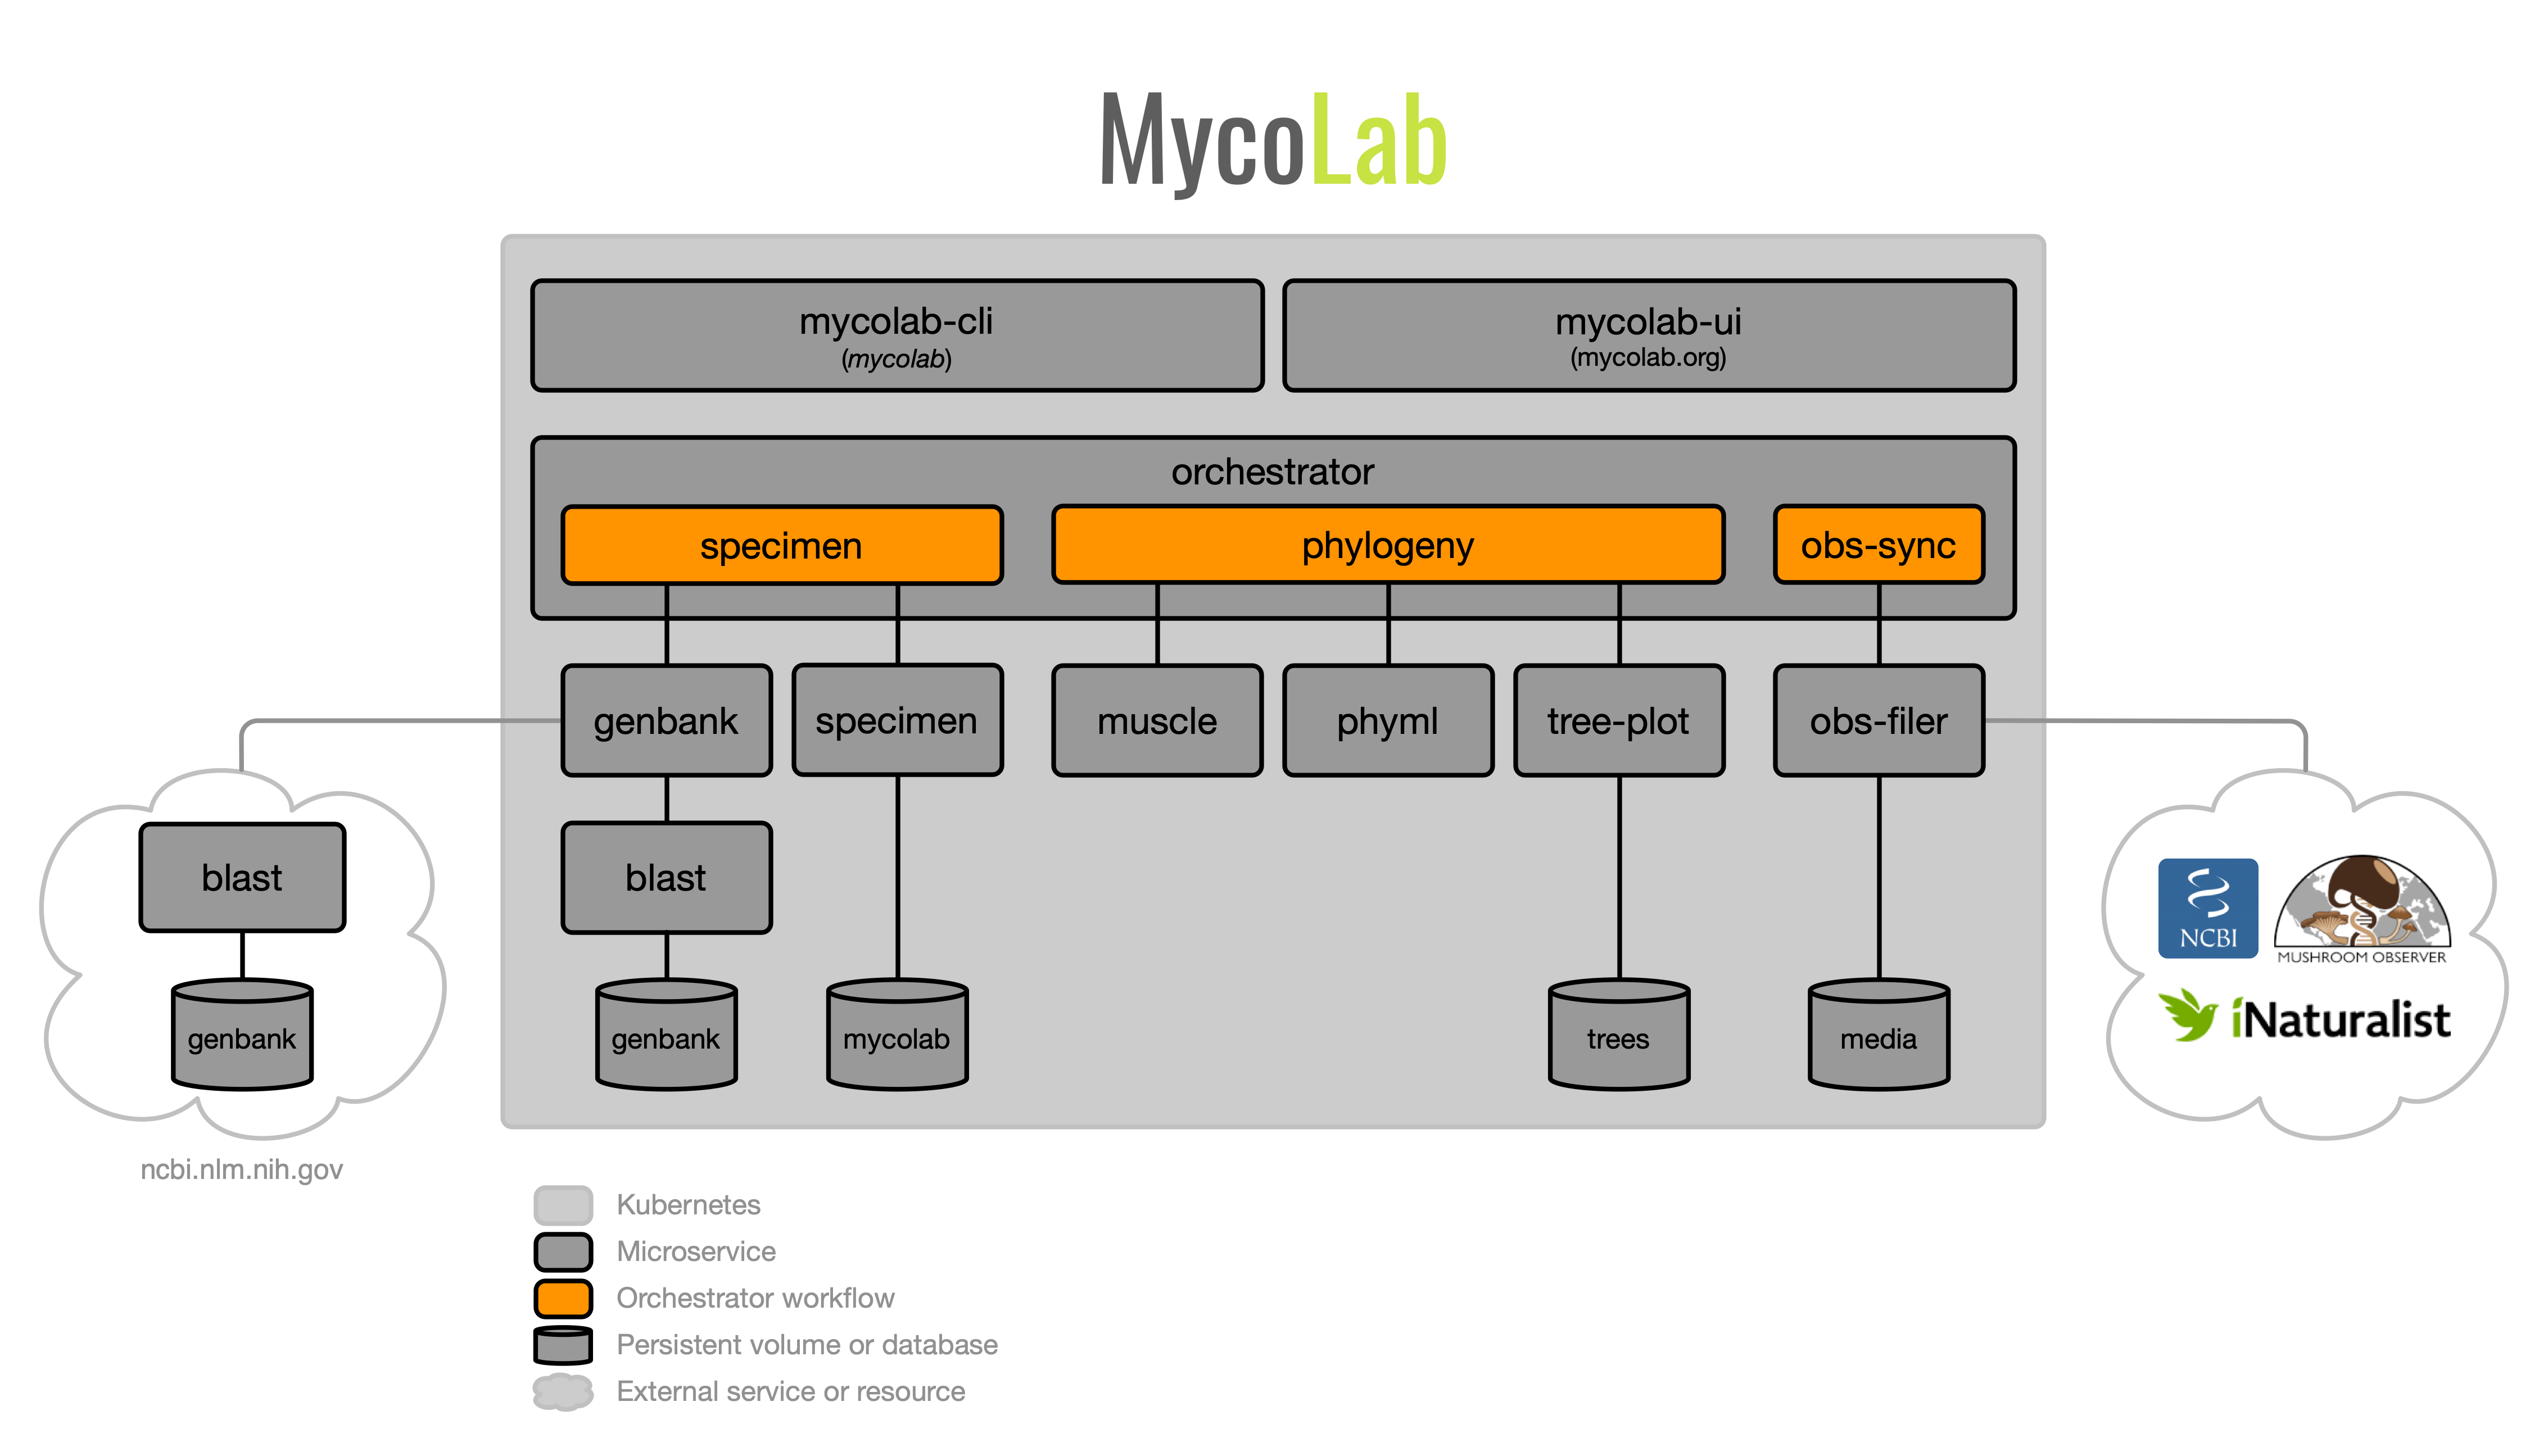 MycoLab
mycolab-cli
(mycolab)
mycolab-ui
(mycolab.org)
orchestrator
specimen
phylogeny
obs-sync
genbank
specimen
muscle
phyml
tree-plot
obs-filer
blast
blast
genbank
genbank
mycolab
trees
media
NCBI
MUSHROOM OBSERVER
iNaturalist
ncbi.nlm.nih.gov
Kubernetes
Microservice
Orchestrator workflow
Persistent volume or database
External service or resource